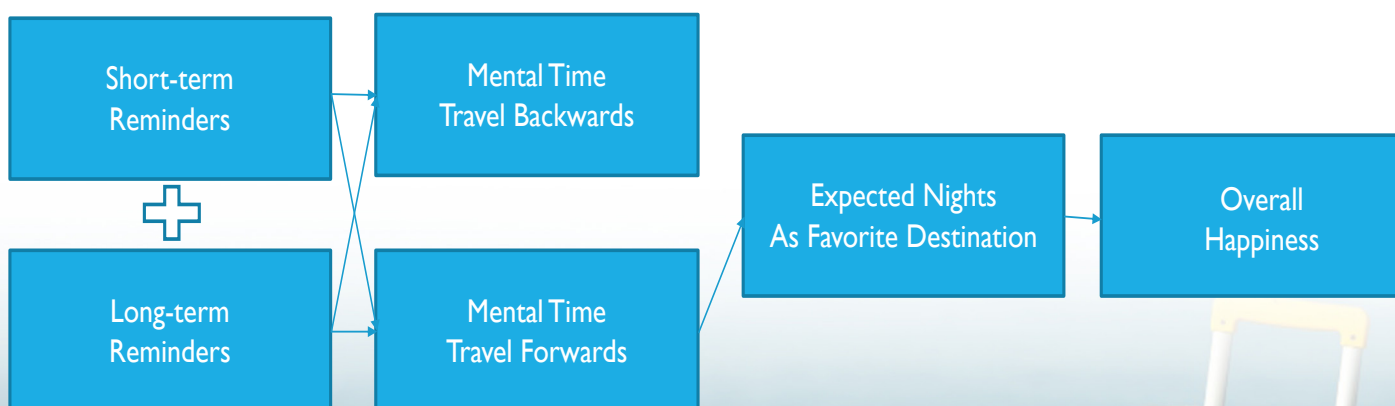 Short-term
Reminders
Mental Time
Travel Backwards
Expected Nights
As Favorite Destination
Overall
Happiness
Long-term
Reminders
Mental Time
Travel Forwards